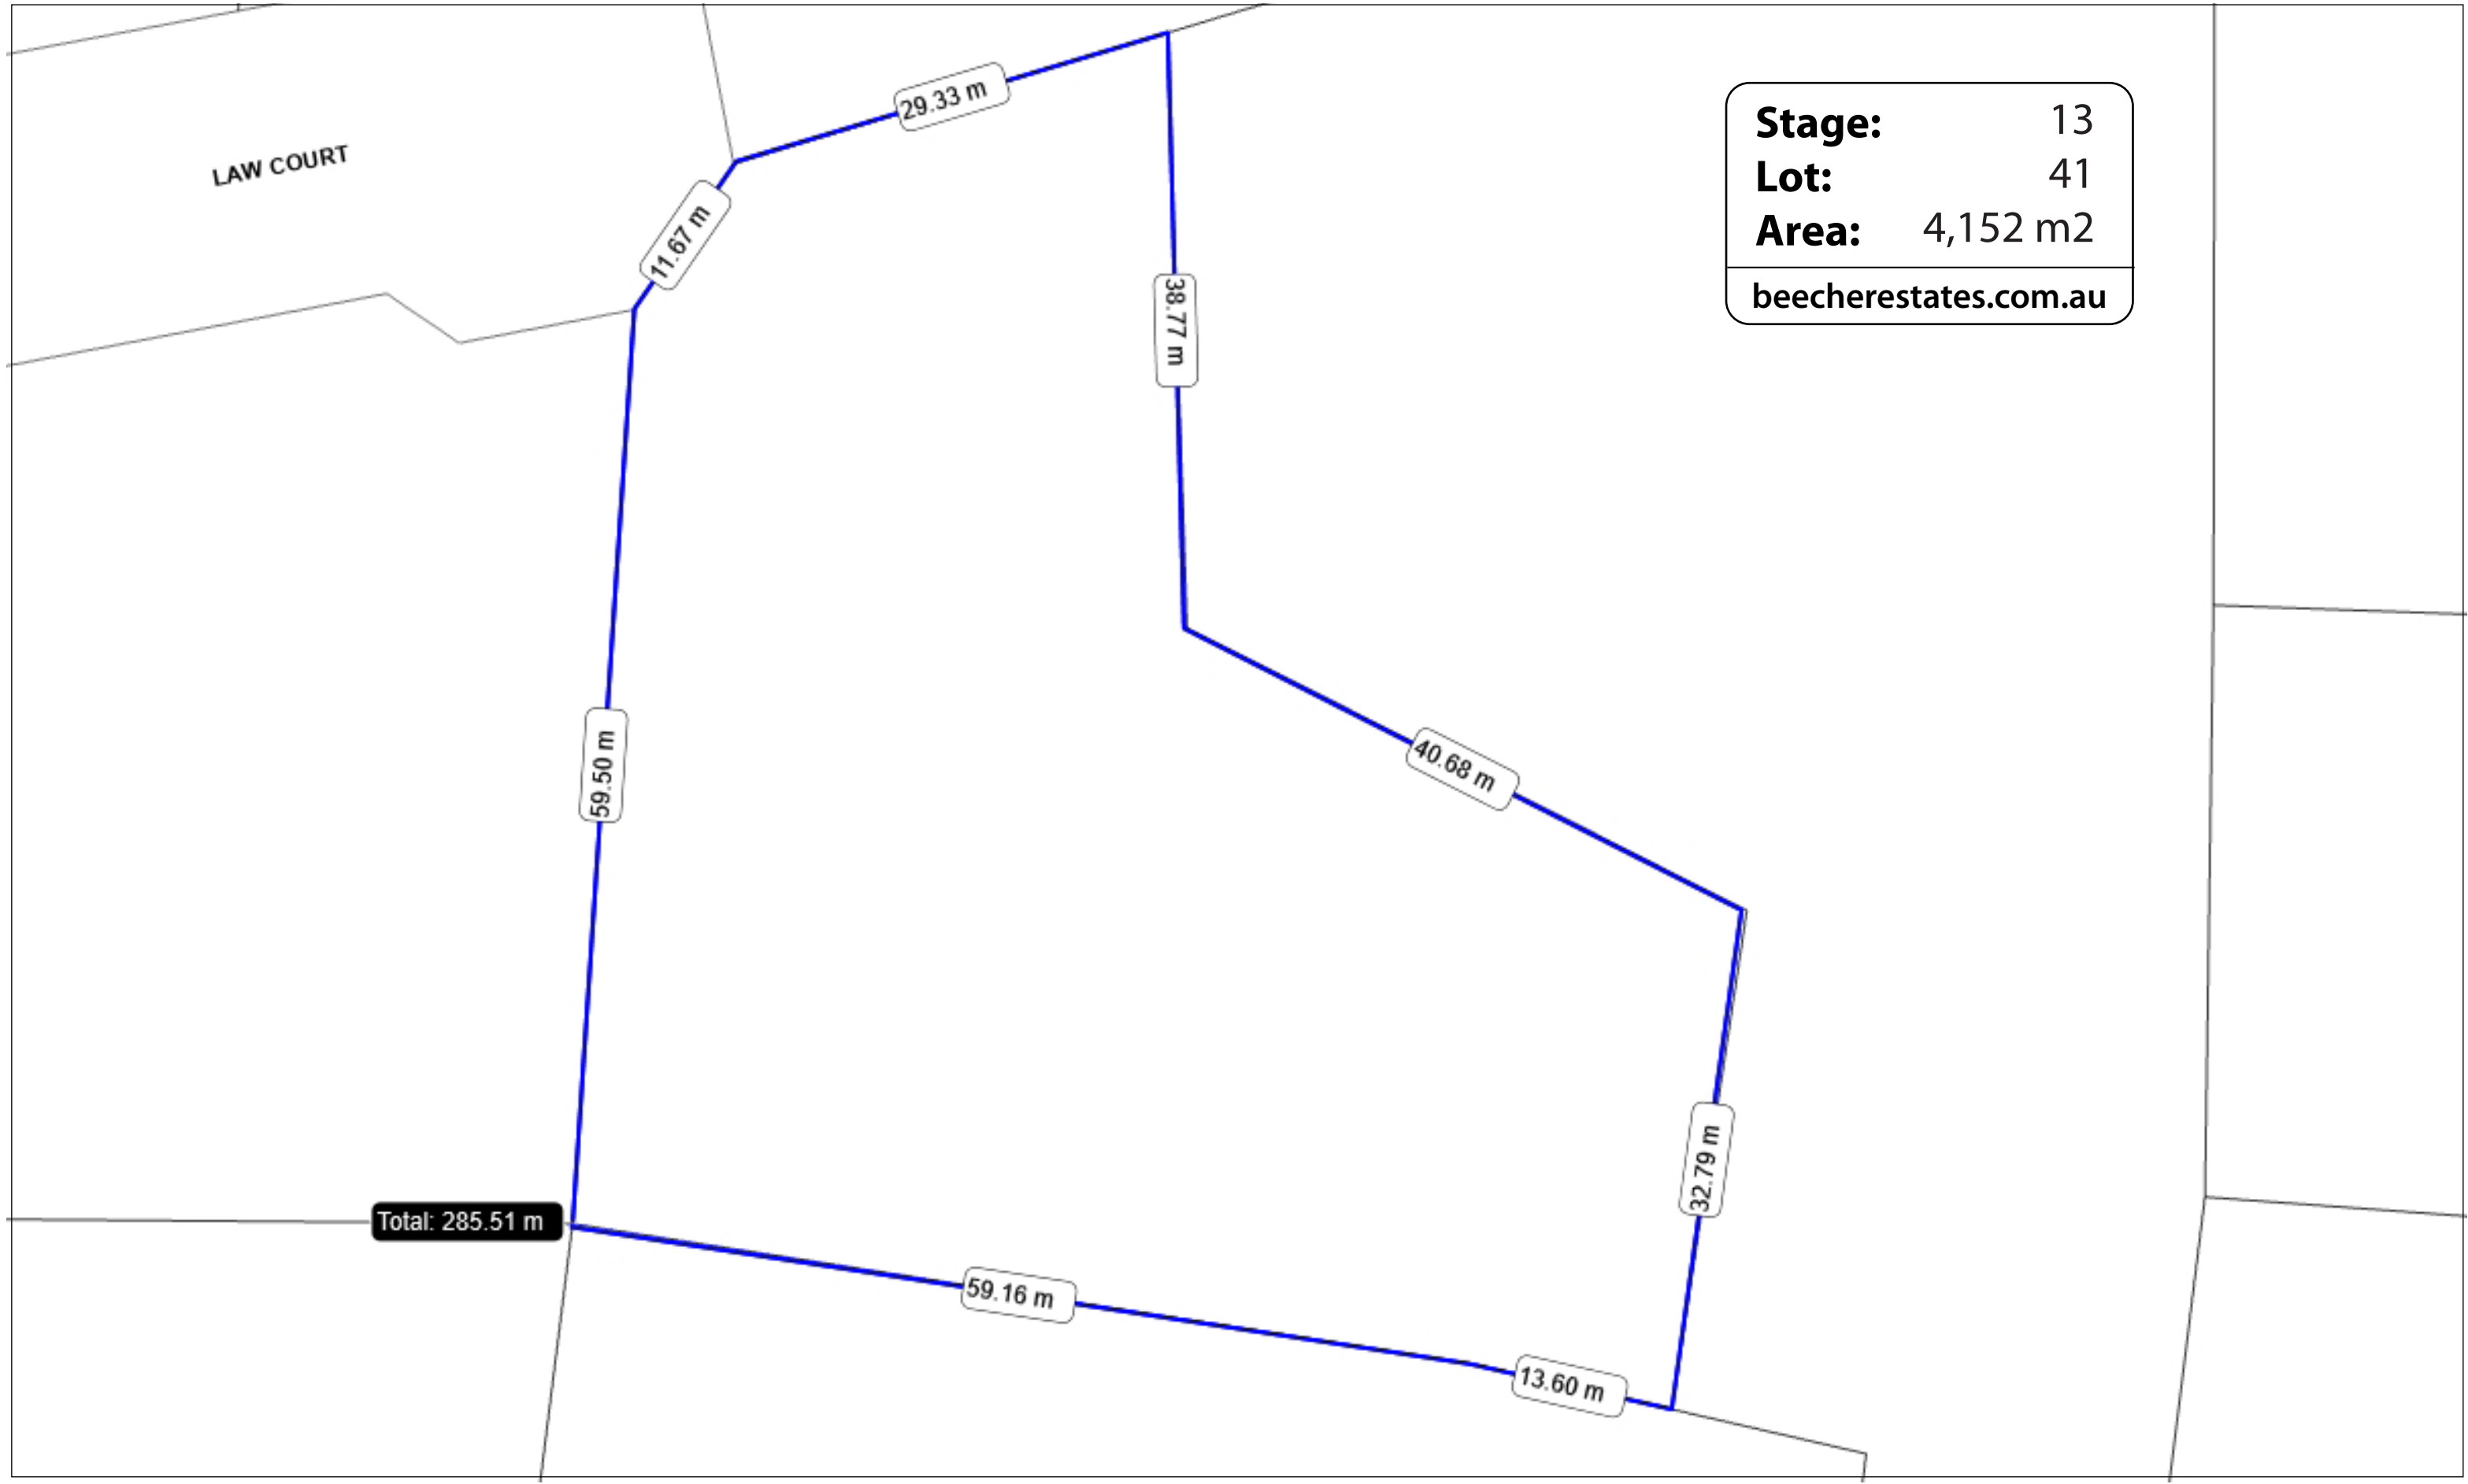 29.33 m
Stage: 13
Lot: 41
Area: 4,152 m2
beecherestates.com.au
LAW COURT
11.67 m
38.77 m
59.50 m
40.68 m
32.79 m
Total: 285.51 m
59.16 m
13.60 m